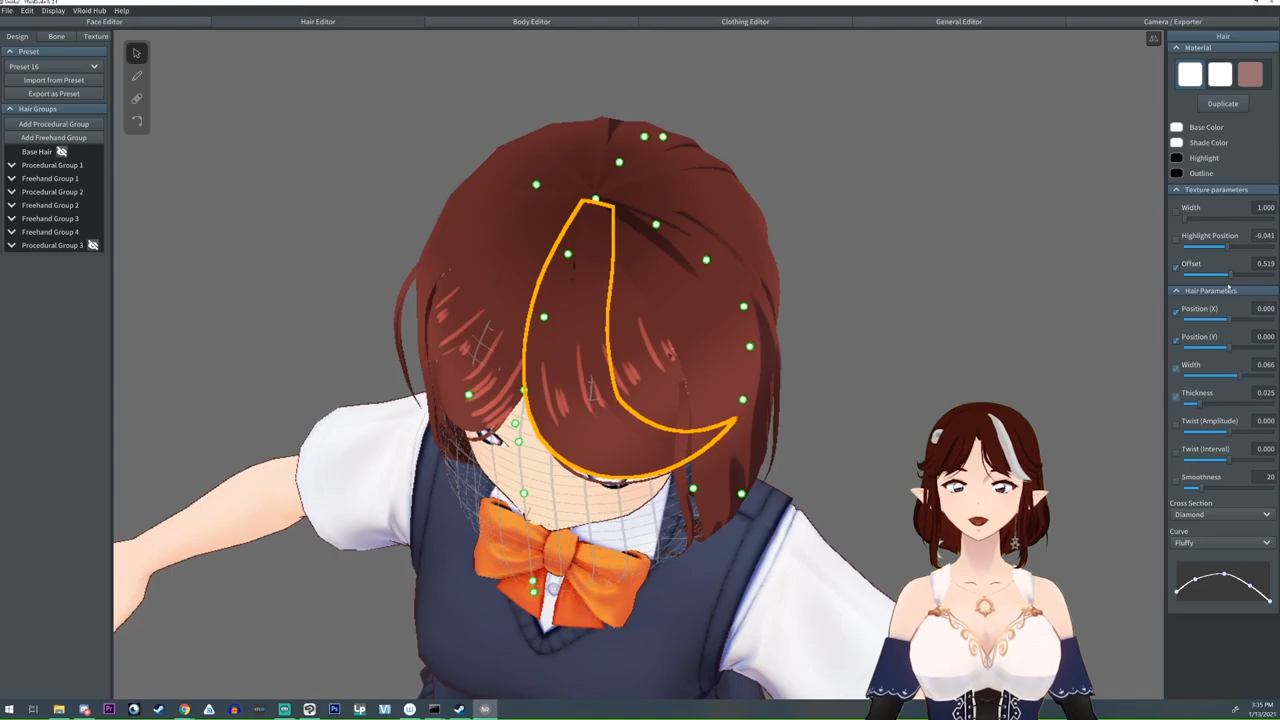 File Edit Display VRoid Hub Help
Face Editor Hair Editor Body Editor Clothing Editor General Editor Camera / Exporter
Design Bone Texture
Preset
Preset 16
Import from Preset
Export as Preset
Hair Groups
Add Procedural Group
Add Freehand Group
Base Hair
Procedural Group 1
Freehand Group 1
Procedural Group 2
Freehand Group 2
Freehand Group 3
Freehand Group 4
Procedural Group 3
Hair
Material
Duplicate
Base Color
Shade Color
Highlight
Outline
Texture parameters
Width 1.000
Highlight Position -0.041
Offset 0.519
Hair Parameters
Position (X) 0.000
Position (Y) 0.000
Width 0.066
Thickness 0.025
Twist (Amplitude) 0.000
Twist (Interval) 0.000
Smoothness 20
Cross Section
Diamond
Curve
Fluffy
3:35 PM
1/13/2021